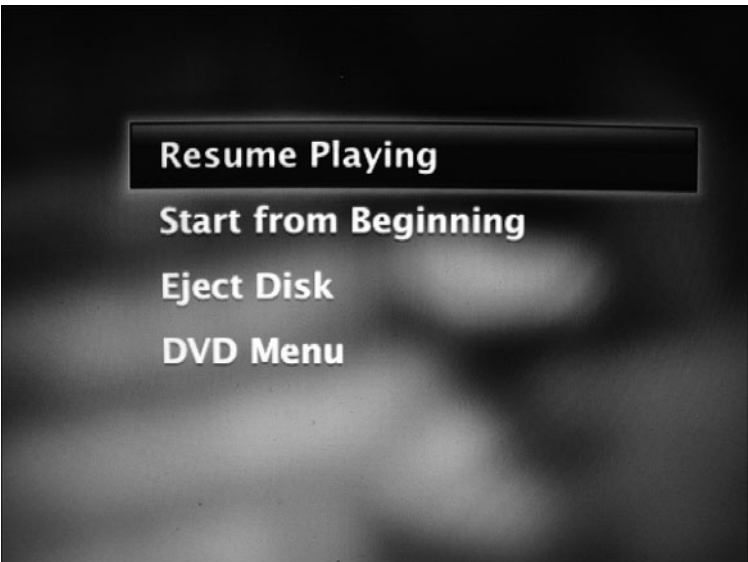 Resume Playing
Start from Beginning
Eject Disk
DVD Menu